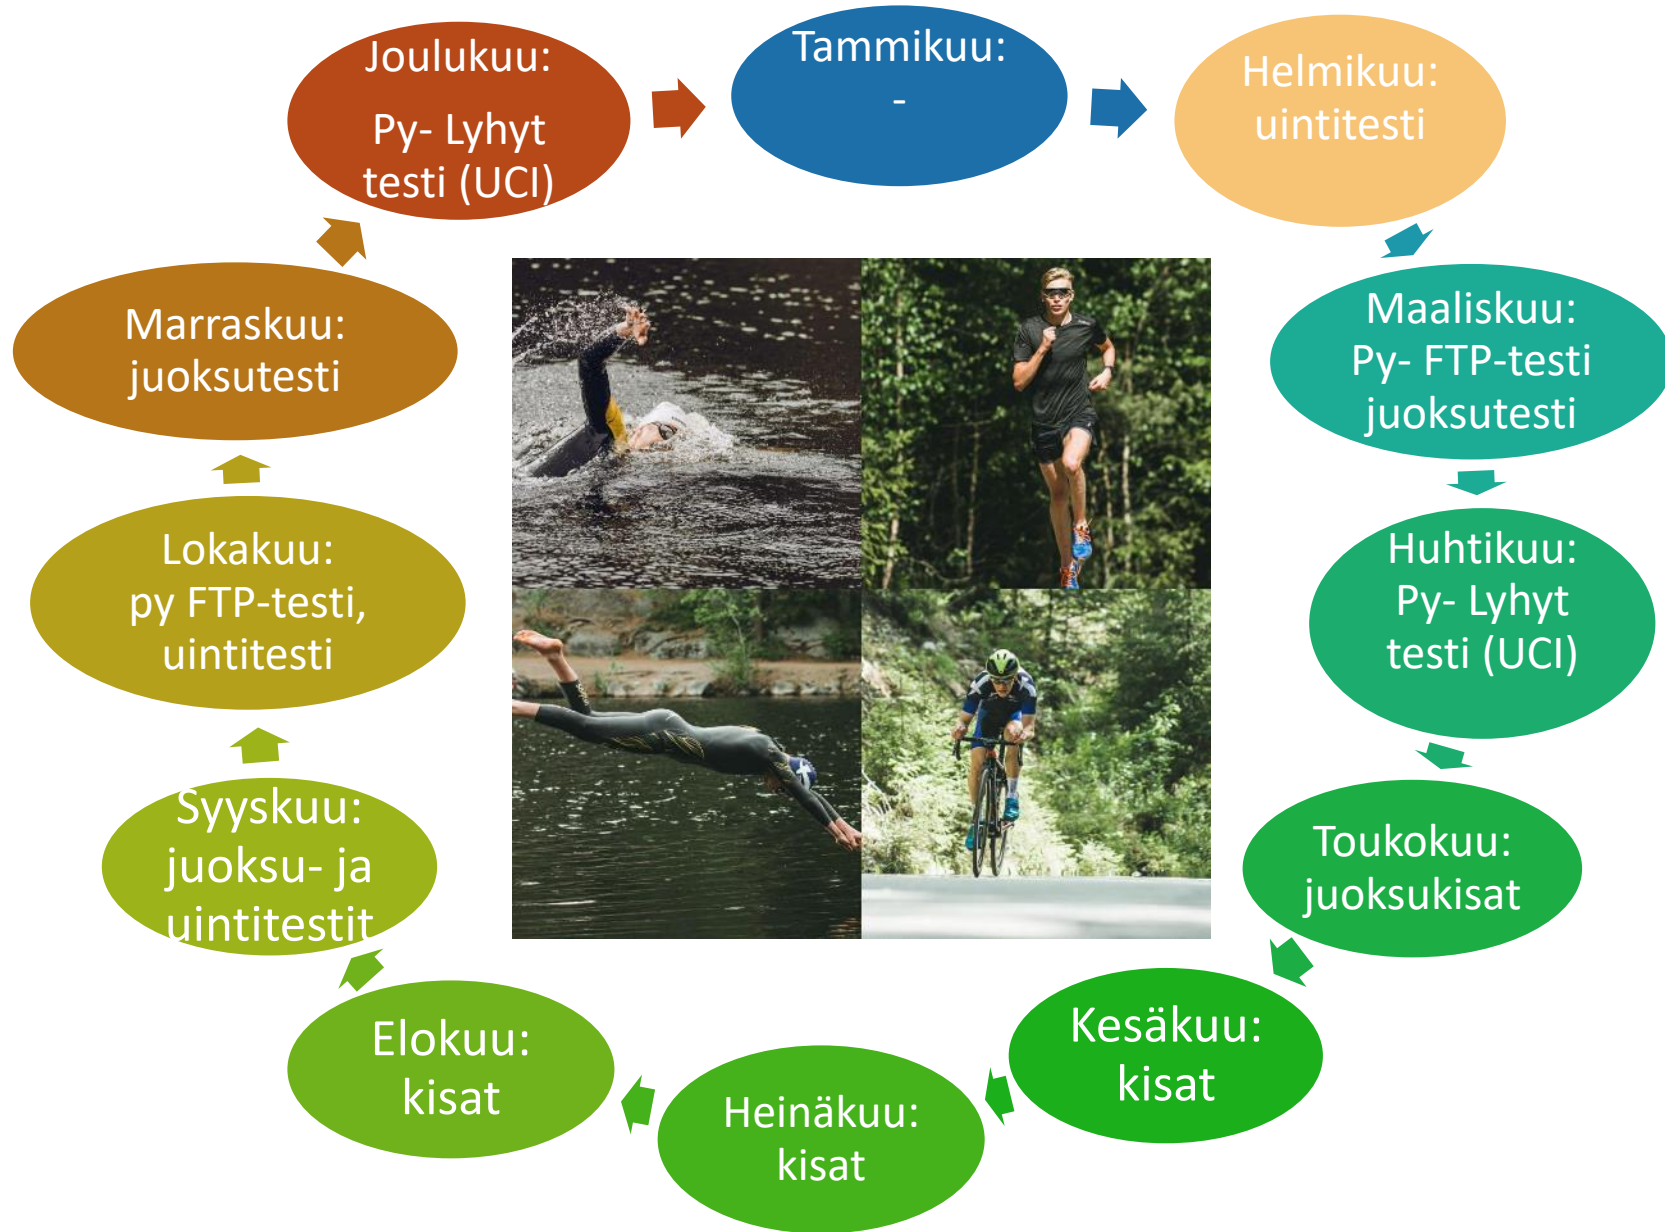 Tammikuu:
-
Helmikuu:
uintitesti
Maaliskuu:
Py- FTP-testi
juoksutesti
Huhtikuu:
Py- Lyhyt
testi (UCI)
Toukokuu:
juoksukisat
Kesäkuu:
kisat
Heinäkuu:
kisat
Elokuu:
kisat
Syyskuu:
juoksu- ja
uintitestit
Lokakuu:
py FTP-testi,
uintitesti
Marraskuu:
juoksutesti
Joulukuu:
Py- Lyhyt
testi (UCI)